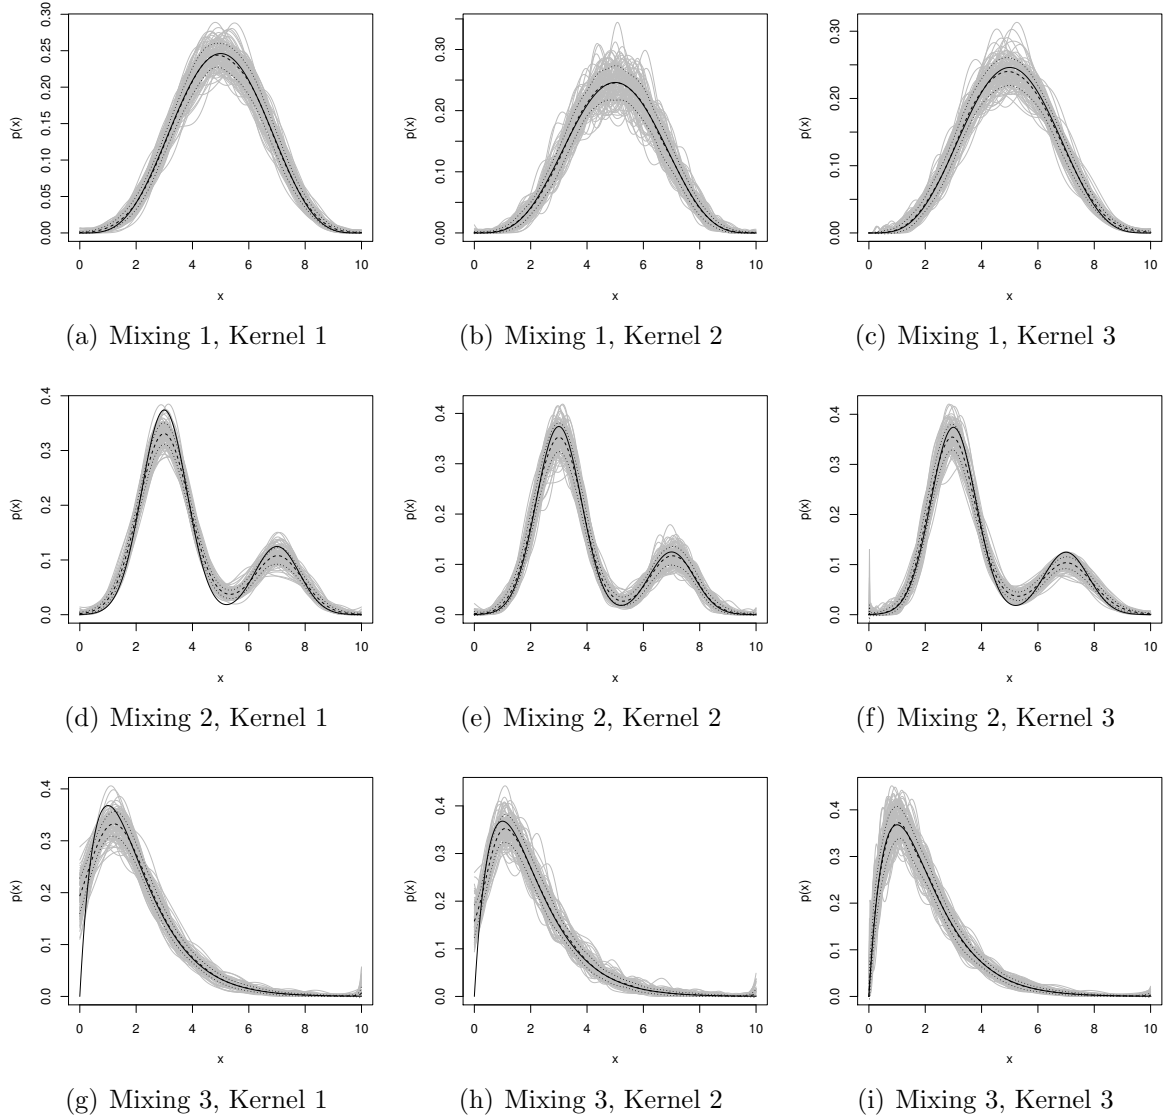 0.00 0.05 0.10 0.15 0.20 0.25 0.30
p(x)
0 2 4 6 8 10
x
(a) Mixing 1, Kernel 1
0.00 0.10 0.20 0.30
p(x)
0 2 4 6 8 10
x
(b) Mixing 1, Kernel 2
0.00 0.10 0.20 0.30
p(x)
0 2 4 6 8 10
x
(c) Mixing 1, Kernel 3
0.0 0.1 0.2 0.3 0.4
p(x)
0 2 4 6 8 10
x
(d) Mixing 2, Kernel 1
0.0 0.1 0.2 0.3 0.4
p(x)
0 2 4 6 8 10
x
(e) Mixing 2, Kernel 2
0.0 0.1 0.2 0.3 0.4
p(x)
0 2 4 6 8 10
x
(f) Mixing 2, Kernel 3
0.0 0.1 0.2 0.3 0.4
p(x)
0 2 4 6 8 10
x
(g) Mixing 3, Kernel 1
0.0 0.1 0.2 0.3 0.4
p(x)
0 2 4 6 8 10
x
(h) Mixing 3, Kernel 2
0.0 0.1 0.2 0.3 0.4
p(x)
0 2 4 6 8 10
x
(i) Mixing 3, Kernel 3